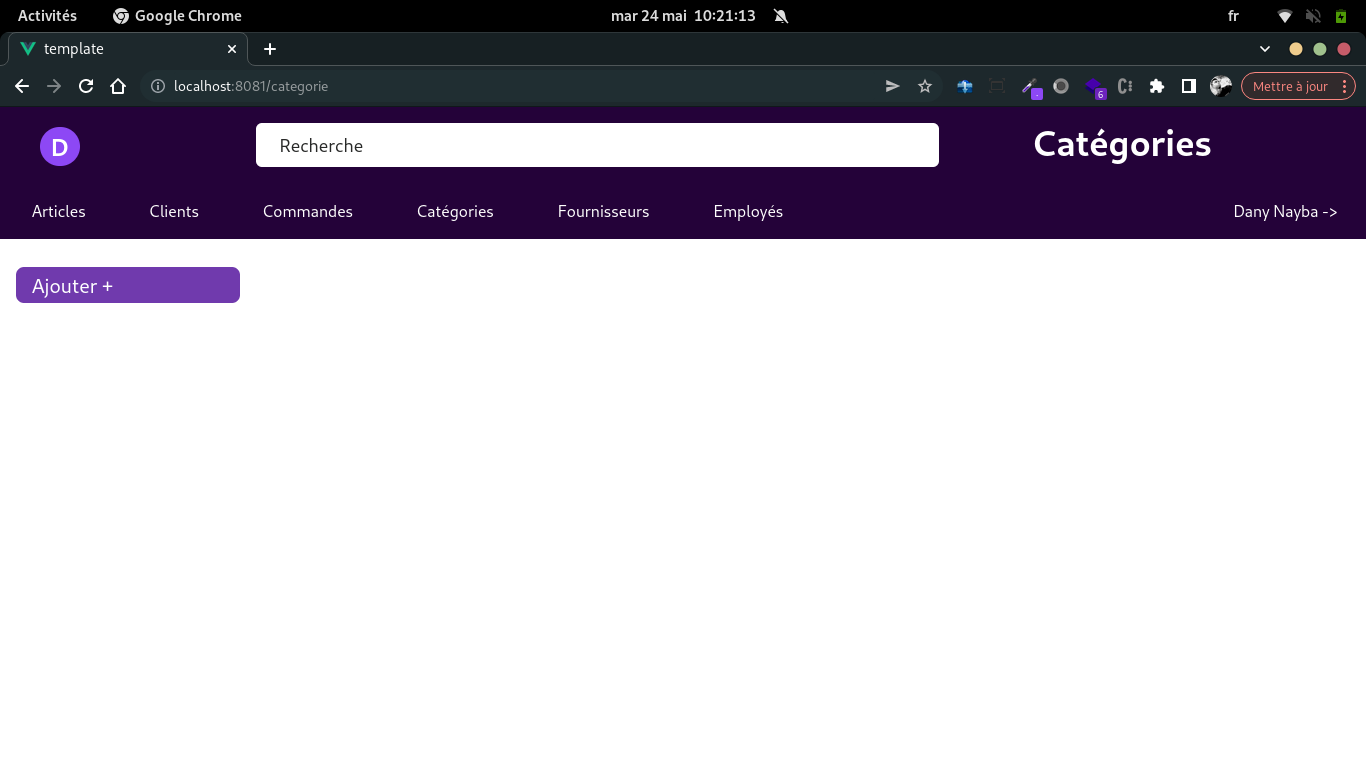 Activités Google Chrome mar 24 mai 10:21:13 fr
template
localhost:8081/categorie 6 Mettre à jour
D Recherche Catégories
Articles Clients Commandes Catégories Fournisseurs Employés Dany Nayba ->
Ajouter +